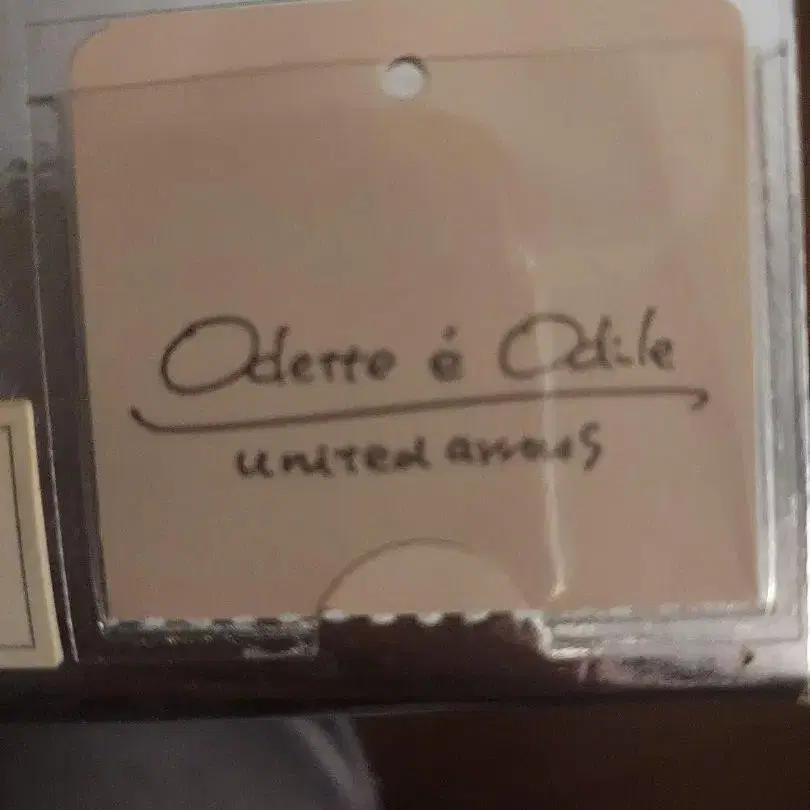 Odette é Odile
united arrows